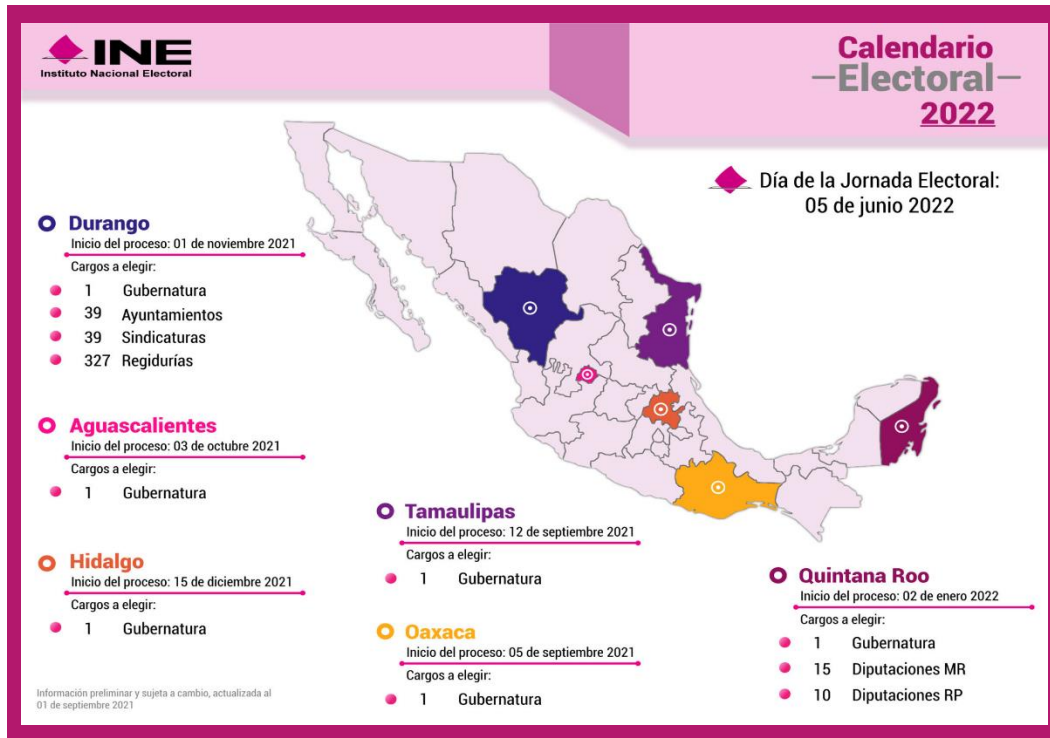 INE
Instituto Nacional Electoral
Calendario
Electoral
2022
Día de la Jornada Electoral:
05 de junio 2022
Durango
Inicio del proceso: 01 de noviembre 2021
Cargos a elegir:
1 Gubernatura
39 Ayuntamientos
39 Sindicaturas
327 Regidurías
Aguascalientes
Inicio del proceso: 03 de octubre 2021
Cargos a elegir:
1 Gubernatura
Hidalgo
Inicio del proceso: 15 de diciembre 2021
Cargos a elegir:
1 Gubernatura
Tamaulipas
Inicio del proceso: 12 de septiembre 2021
Cargos a elegir:
1 Gubernatura
Oaxaca
Inicio del proceso: 05 de septiembre 2021
Cargos a elegir:
1 Gubernatura
Quintana Roo
Inicio del proceso: 02 de enero 2022
Cargos a elegir:
1 Gubernatura
15 Diputaciones MR
10 Diputaciones RP
Información preliminar y sujeta a cambio, actualizada al
01 de septiembre 2021